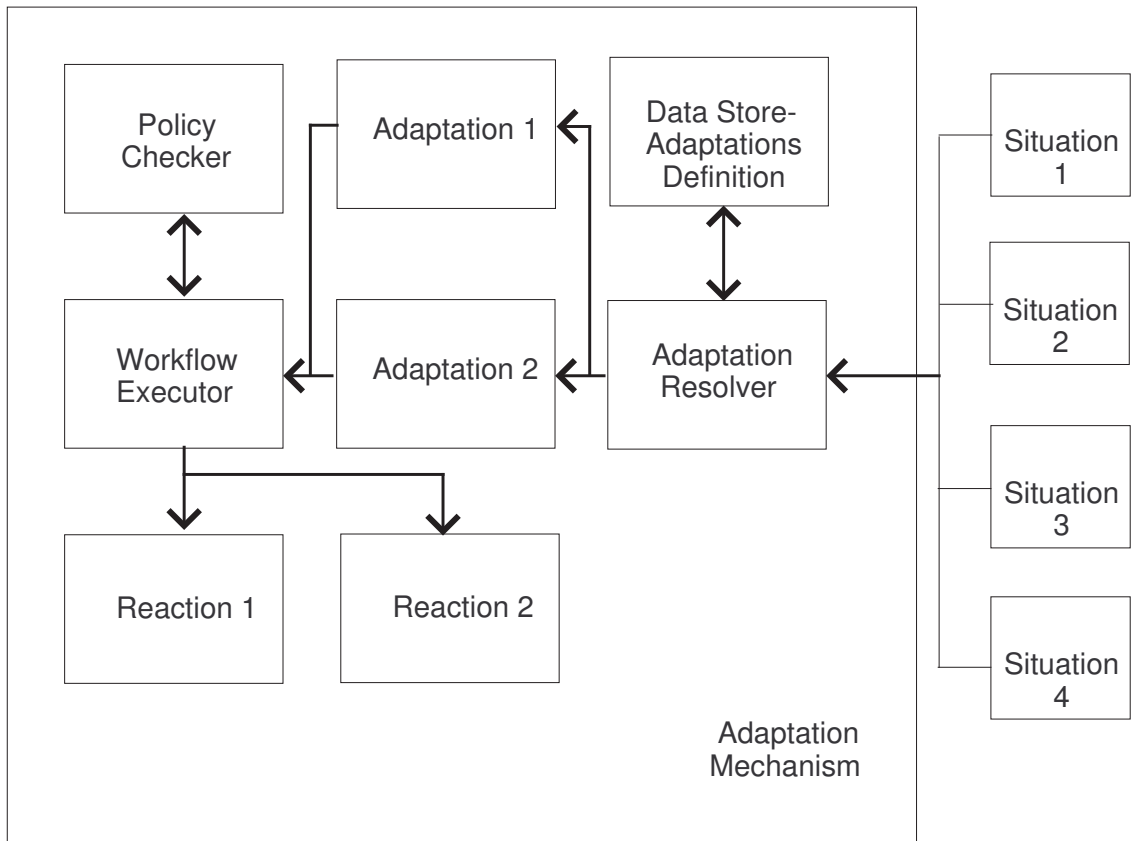 Policy
Checker
Adaptation 1
Data Store-
Adaptations
Definition
Situation
1
Workflow
Executor
Adaptation 2
Adaptation
Resolver
Situation
2
Situation
3
Reaction 1
Reaction 2
Situation
4
Adaptation
Mechanism